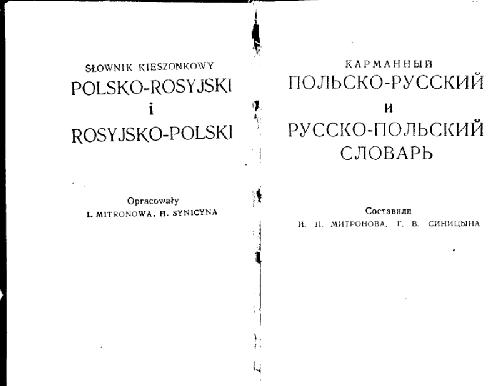 SŁOWNIK KIESZONKOWY
POLSKO-ROSYJSKI
i
ROSYJSKO-POLSKI
Opracowały
I. MITRONOWA, H. SYNICYNA
КАРМАННЫЙ
ПОЛЬСКО-РУССКИЙ
И
РУССКО-ПОЛЬСКИЙ
СЛОВАРЬ
Составили
И. Н. МИТРОНОВА, Г. В. СИНИЦЫНА